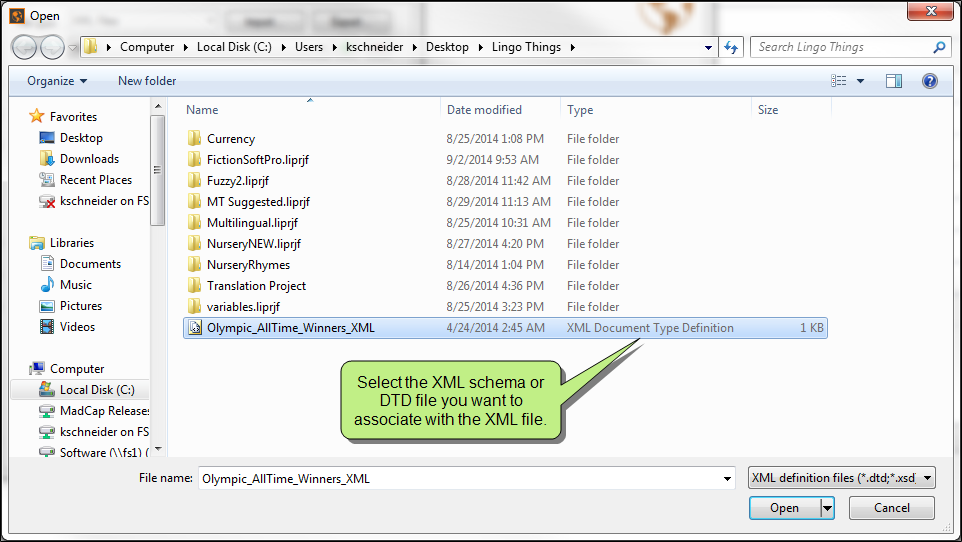 Open
Computer ▸ Local Disk (C:) ▸ Users ▸ kschneider ▸ Desktop ▸ Lingo Things ▸
Search Lingo Things
Organize New folder
Name Date modified Type Size
Favorites
Desktop
Downloads
Recent Places
kschneider on FS
Libraries
Documents
Music
Pictures
Videos
Computer
Local Disk (C:)
MadCap Releases
kschneider on FS
Software (\\fs1) (
Currency 8/25/2014 1:08 PM File folder
FictionSoftPro.liprjf 9/2/2014 9:53 AM File folder
Fuzzy2.liprjf 8/28/2014 11:42 AM File folder
MT Suggested.liprjf 8/29/2014 11:13 AM File folder
Multilingual.liprjf 8/25/2014 10:31 AM File folder
NurseryNEW.liprjf 8/27/2014 4:20 PM File folder
NurseryRhymes 8/14/2014 1:04 PM File folder
Translation Project 8/26/2014 4:36 PM File folder
variables.liprjf 8/25/2014 3:23 PM File folder
Olympic_AllTime_Winners_XML 4/24/2014 2:45 AM XML Document Type Definition 1 KB
Select the XML schema or
DTD file you want to
associate with the XML file.
File name: Olympic_AllTime_Winners_XML XML definition files (*.dtd;*.xsd
Open Cancel